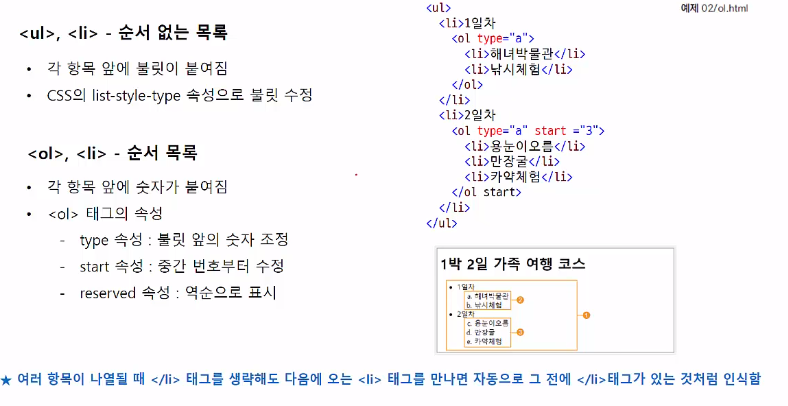 <ul>, <li> - 순서 없는 목록
• 각 항목 앞에 불릿이 붙여짐
• CSS의 list-style-type 속성으로 불릿 수정
<ol>, <li> - 순서 목록
• 각 항목 앞에 숫자가 붙여짐
• <ol> 태그의 속성
- type 속성 : 불릿 앞의 숫자 조정
- start 속성 : 중간 번호부터 수정
- reserved 속성 : 역순으로 표시
예제 02/ol.html
<ul>
<li>1일차
<ol type="a">
<li>해녀박물관</li>
<li>낚시체험</li>
</ol>
</li>
<li>2일차
<ol type="a" start ="3">
<li>용눈이오름</li>
<li>만장굴</li>
<li>카약체험</li>
</ol start>
</li>
</ul>
1박 2일 가족 여행 코스
• 1일차
a. 해녀박물관
b. 낚시체험
2
• 2일차
c. 용눈이오름
d. 만장굴
e. 카약체험
3
1
★ 여러 항목이 나열될 때 </li> 태그를 생략해도 다음에 오는 <li> 태그를 만나면 자동으로 그 전에 </li>태그가 있는 것처럼 인식함